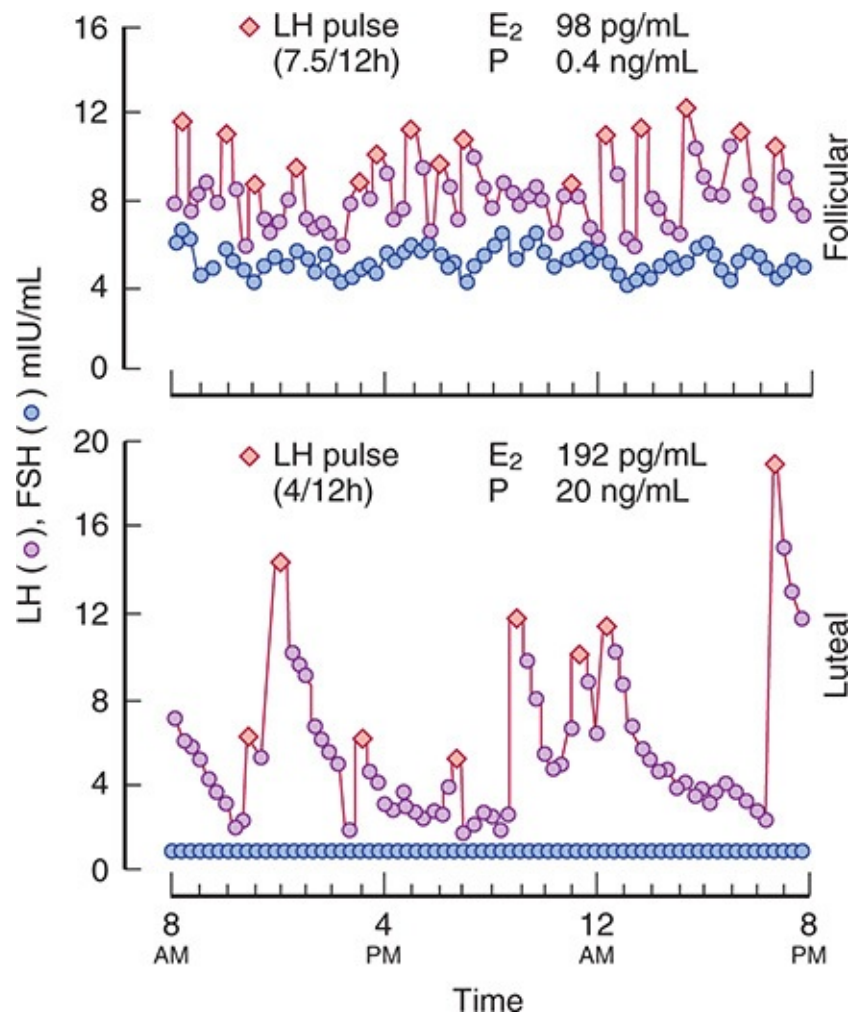 16
12
8
4
0
LH pulse
(7.5/12h)
E₂ 98 pg/mL
P 0.4 ng/mL
Follicular
LH ( ), FSH ( ) mIU/mL
20
16
12
8
4
0
LH pulse
(4/12h)
E₂ 192 pg/mL
P 20 ng/mL
Luteal
8 4 12 8
AM PM AM PM
Time